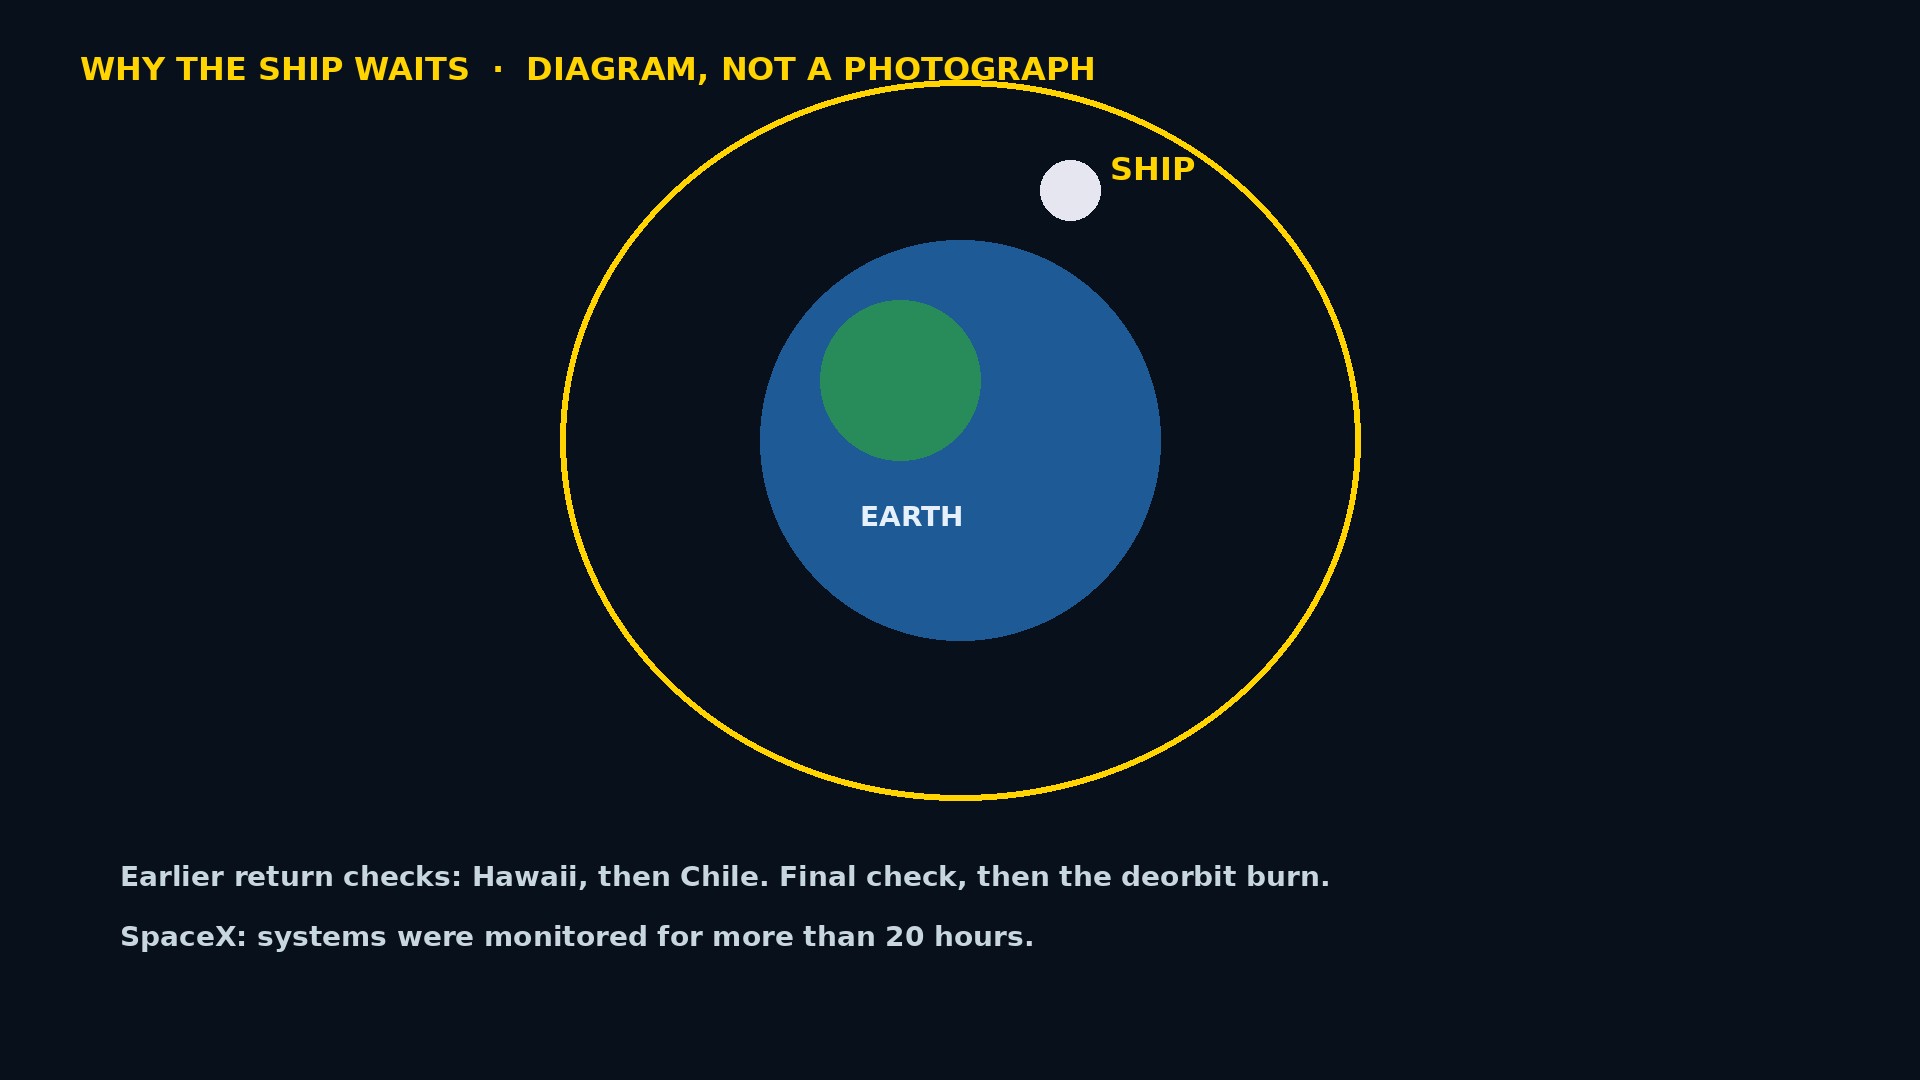 WHY THE SHIP WAITS · DIAGRAM, NOT A PHOTOGRAPH
SHIP
EARTH
Earlier return checks: Hawaii, then Chile. Final check, then the deorbit burn.
SpaceX: systems were monitored for more than 20 hours.